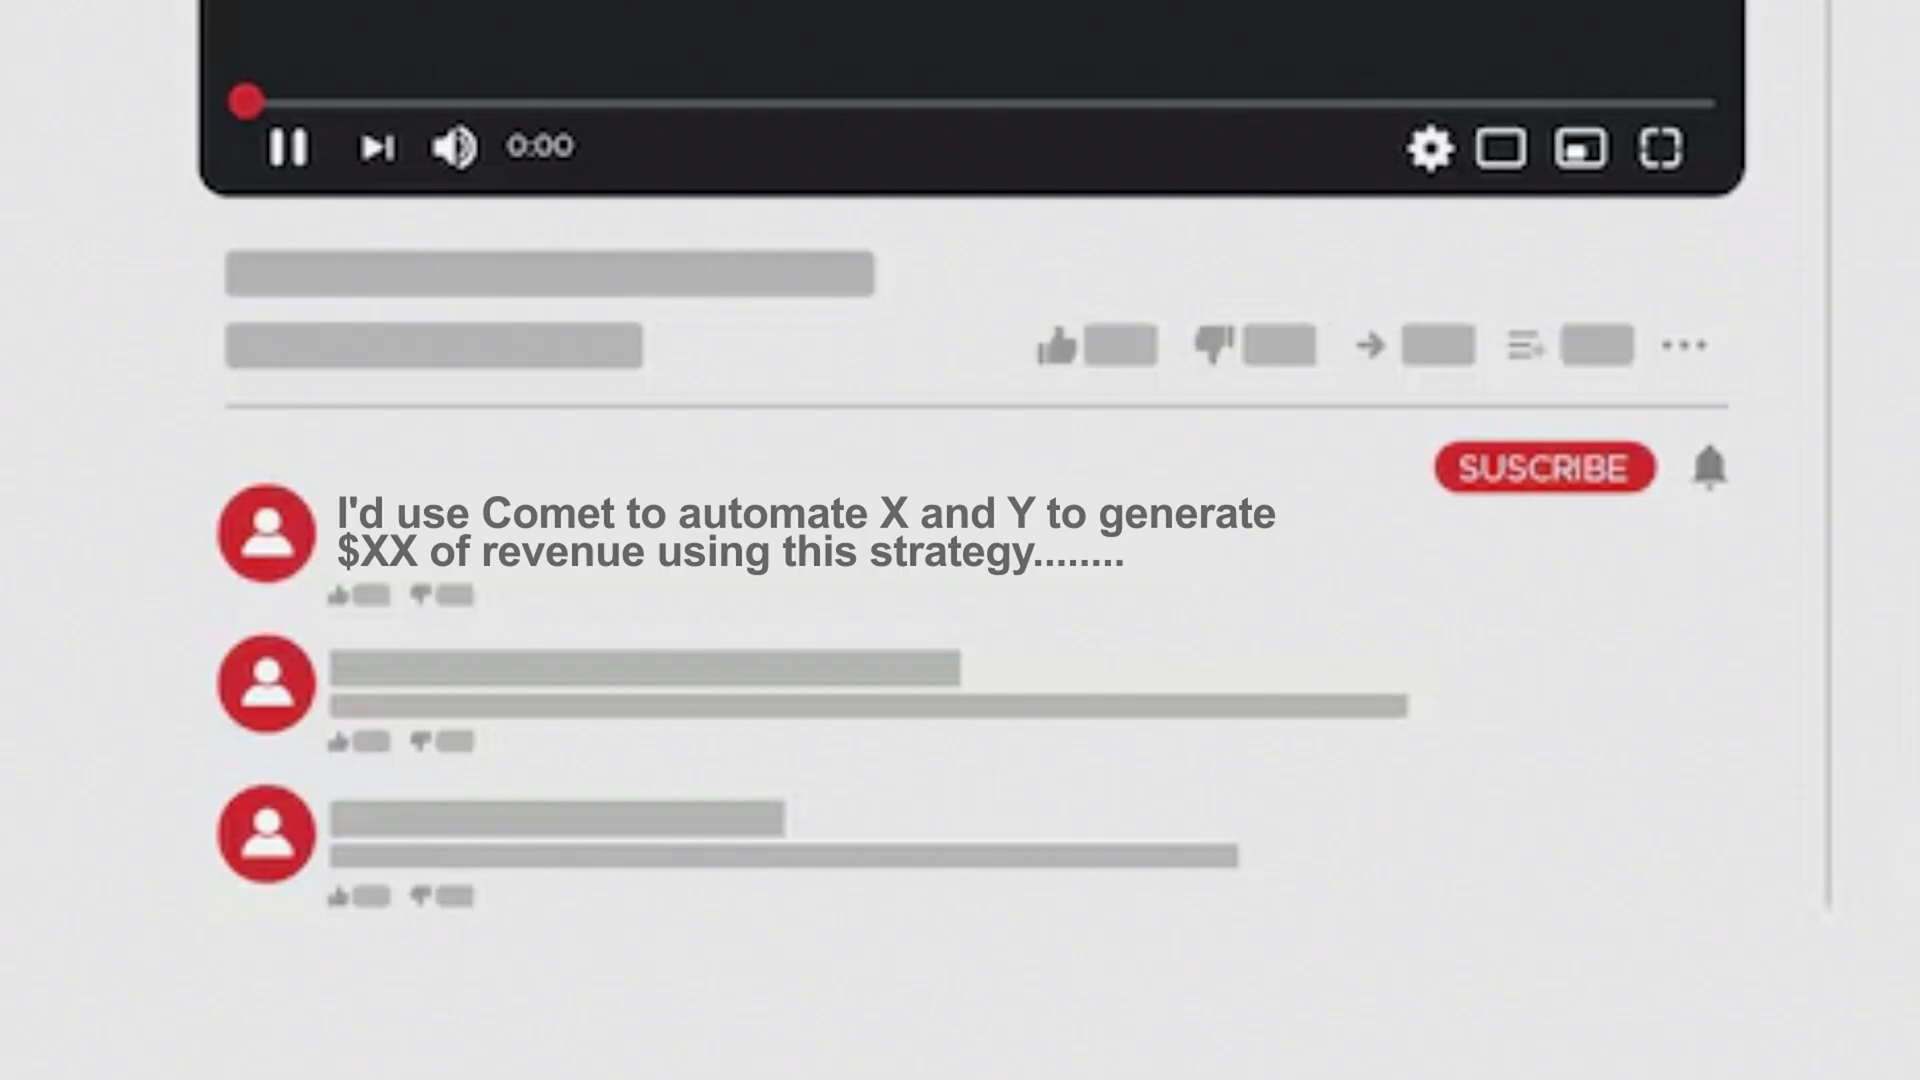 0:00
SUSCRIBE
I'd use Comet to automate X and Y to generate
$XX of revenue using this strategy........